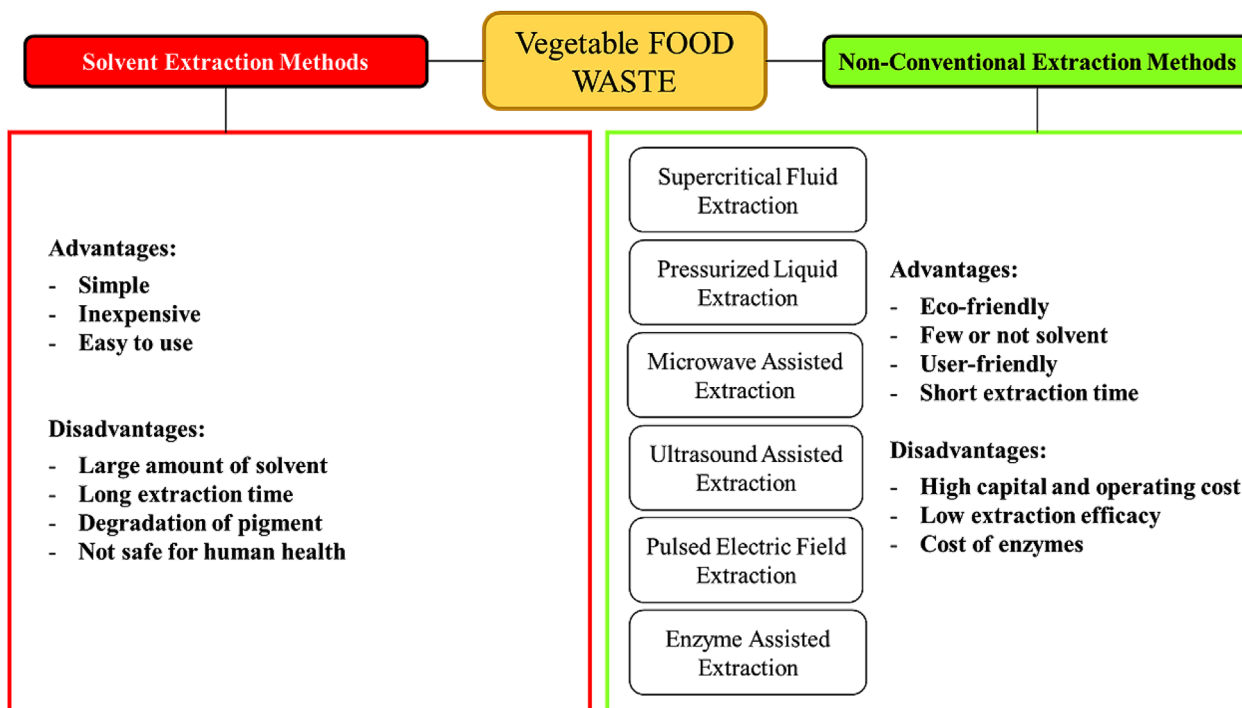 Vegetable FOOD
WASTE
Solvent Extraction Methods
Non-Conventional Extraction Methods
Advantages:
- Simple
- Inexpensive
- Easy to use
Disadvantages:
- Large amount of solvent
- Long extraction time
- Degradation of pigment
- Not safe for human health
Supercritical Fluid
Extraction
Pressurized Liquid
Extraction
Microwave Assisted
Extraction
Ultrasound Assisted
Extraction
Pulsed Electric Field
Extraction
Enzyme Assisted
Extraction
Advantages:
- Eco-friendly
- Few or not solvent
- User-friendly
- Short extraction time
Disadvantages:
- High capital and operating cost
- Low extraction efficacy
- Cost of enzymes